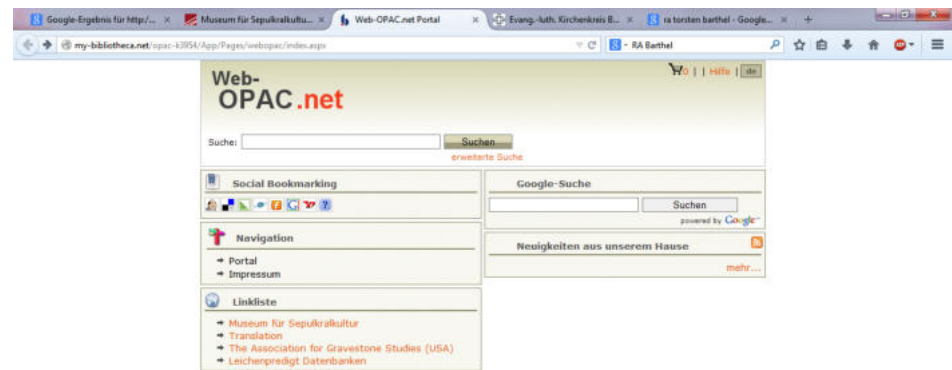 Google-Ergebnis für http:/...
Museum für Sepulkralkultu...
Web-OPAC.net Portal
Evang.-luth. Kirchenkreis B...
ra torsten barthel - Google...
my-bibliotheca.net/opac-k3954/App/Pages/webopac/index.aspx
RA Barthel
Web-
OPAC.net
0 | | Hilfe | de
Suche:
Suchen
erweiterte Suche
Social Bookmarking
Navigation
Portal
Impressum
Linkliste
Museum für Sepulkralkultur
Translation
The Association for Gravestone Studies (USA)
Leichenpredigt Datenbanken
Google-Suche
Suchen
powered by Google™
Neuigkeiten aus unserem Hause
mehr...